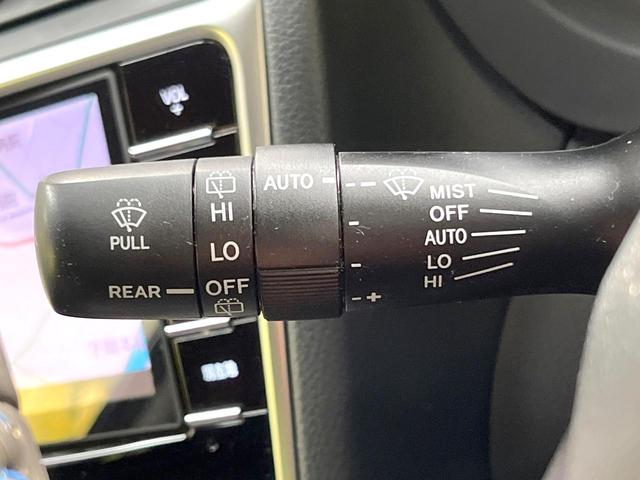 VOL
PULL
REAR
HI
LO
OFF
AUTO
MIST
OFF
AUTO
LO
HI
- +